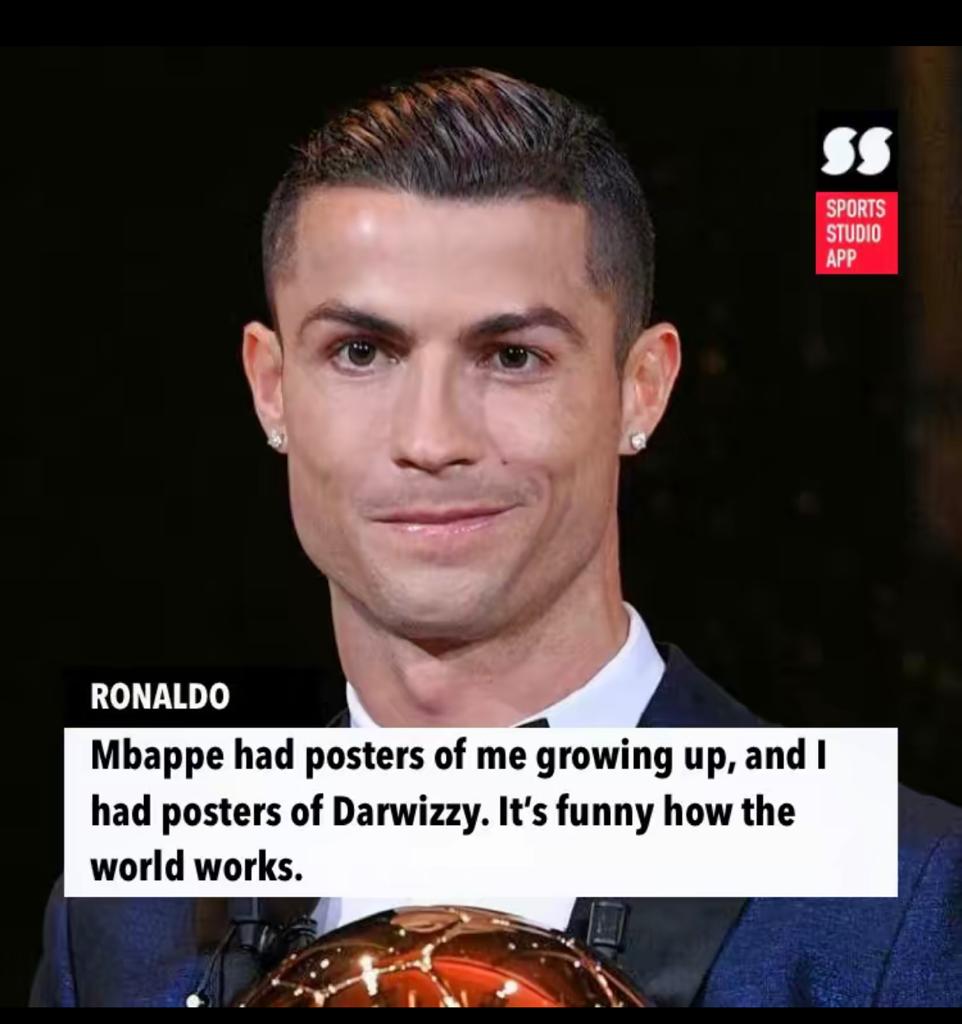 SS
SPORTS
STUDIO
APP
RONALDO
Mbappe had posters of me growing up, and I
had posters of Darwizzy. It's funny how the
world works.